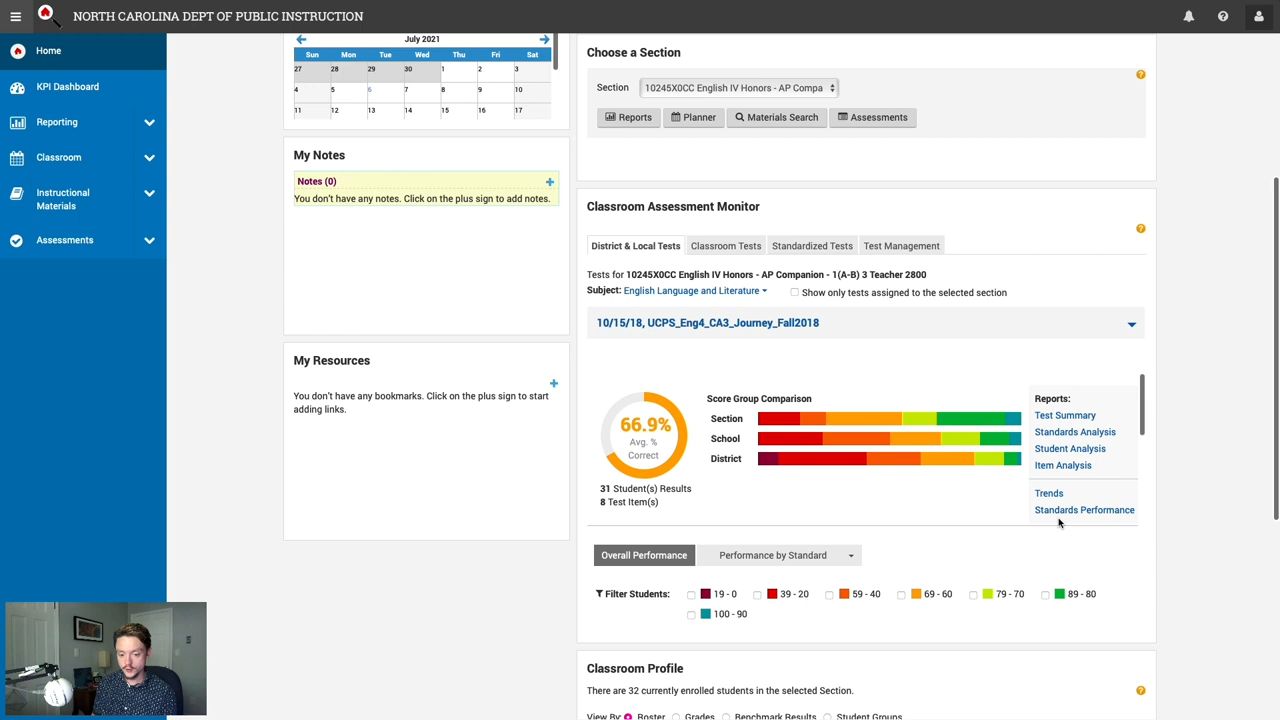 NORTH CAROLINA DEPT OF PUBLIC INSTRUCTION
Home
KPI Dashboard
Reporting
Classroom
Instructional
Materials
Assessments
July 2021
Sun Mon Tue Wed Thu Fri Sat
27 28 29 30 1 2 3
4 5 6 7 8 9 10
11 12 13 14 15 16 17
My Notes
Notes (0)
You don't have any notes. Click on the plus sign to add notes.
My Resources
You don't have any bookmarks. Click on the plus sign to start
adding links.
Choose a Section
Section 10245X0CC English IV Honors - AP Compa
Reports Planner Materials Search Assessments
Classroom Assessment Monitor
District & Local Tests Classroom Tests Standardized Tests Test Management
Tests for 10245X0CC English IV Honors - AP Companion - 1(A-B) 3 Teacher 2800
Subject: English Language and Literature Show only tests assigned to the selected section
10/15/18, UCPS_Eng4_CA3_Journey_Fall2018
66.9%
Avg. %
Correct
31 Student(s) Results
8 Test Item(s)
Score Group Comparison
Section
School
District
Reports:
Test Summary
Standards Analysis
Student Analysis
Item Analysis
Trends
Standards Performance
Overall Performance Performance by Standard
Filter Students: 19 - 0 39 - 20 59 - 40 69 - 60 79 - 70 89 - 80
100 - 90
Classroom Profile
There are 32 currently enrolled students in the selected Section.
View By: Roster Grades Benchmark Results Student Groups